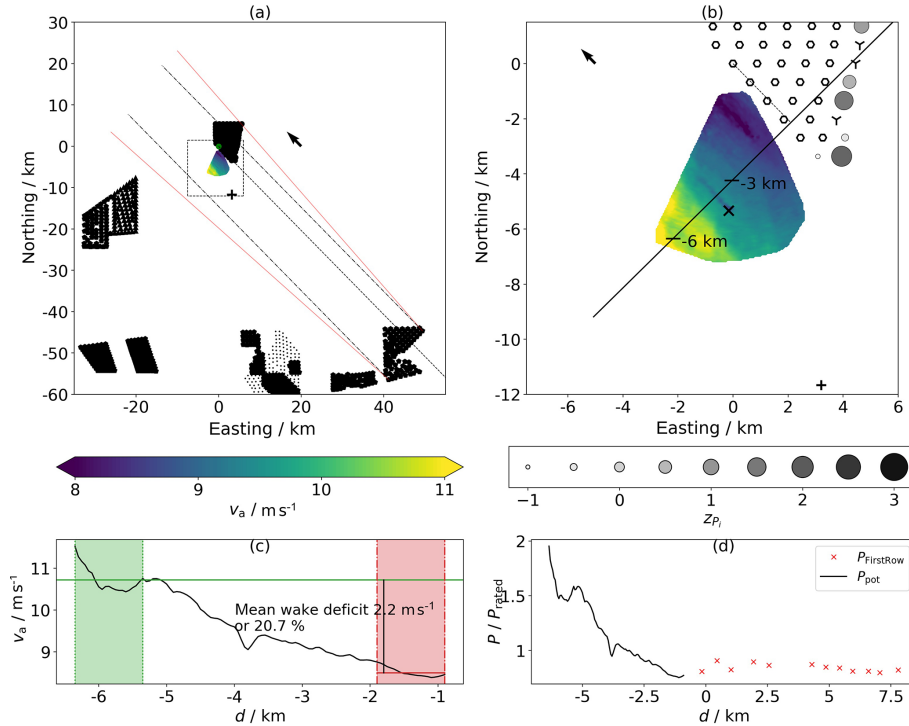 (a)
(b)
30
20
10
0
-10
-20
-30
-40
-50
-60
Northing / km
-20
0
20
40
Easting / km
0
-2
-4
-6
-8
-10
-12
Northing / km
-3 km
-6 km
-6
-4
-2
0
2
4
6
Easting / km
8
9
10
11
v_a / m s⁻¹
−1
0
1
2
3
z_{P_i}
(c)
11
10
9
8
v_a / m s⁻¹
Mean wake deficit 2.2 m s⁻¹
or 20.7 %
-6
-5
-4
-3
-2
-1
d / km
(d)
2
1.5
1
P / P_rated
P_FirstRow
P_pot
-5
-2.5
0
2.5
5
7.5
d / km